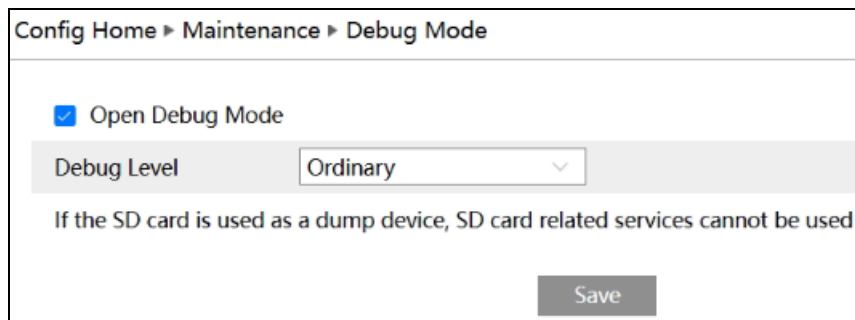 Config Home ▶ Maintenance ▶ Debug Mode
Open Debug Mode
Debug Level Ordinary
If the SD card is used as a dump device, SD card related services cannot be used
Save